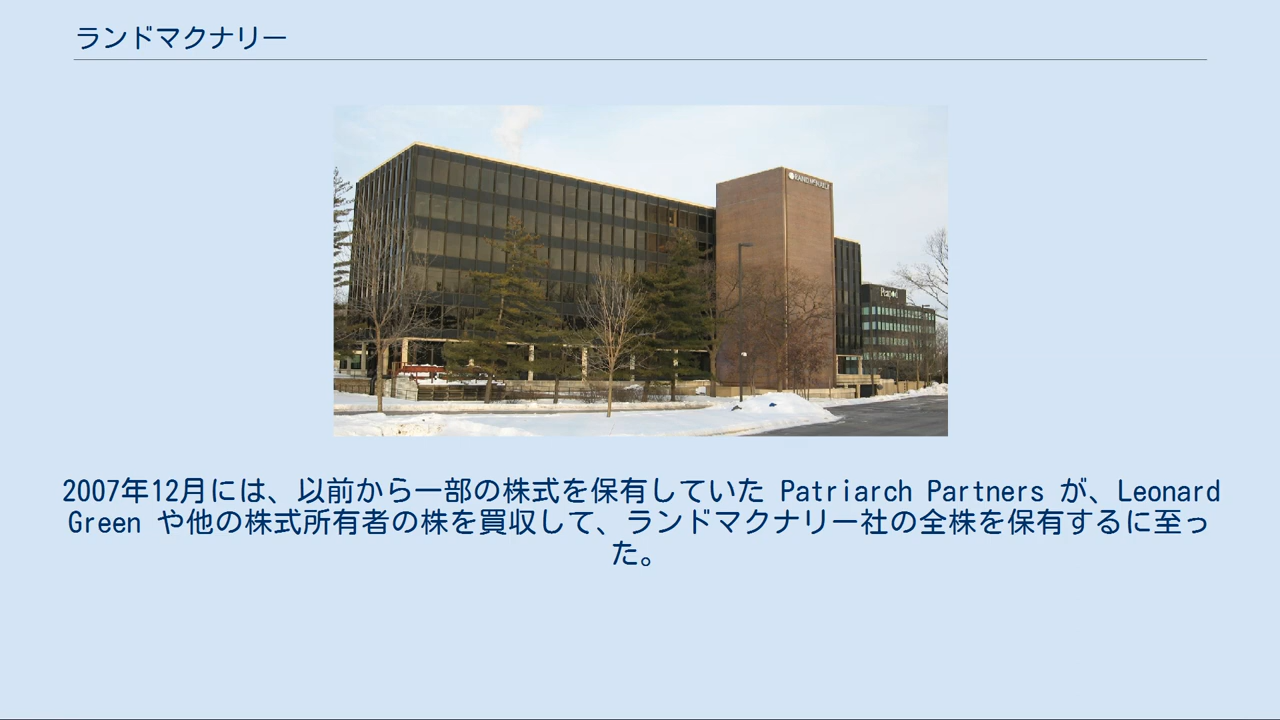 ランドマクナリー
RAND MCNALLY
Peapod
2007年12月には、以前から一部の株式を保有していた Patriarch Partners が、Leonard
Green や他の株式所有者の株を買収して、ランドマクナリー社の全株を保有するに至っ
た。